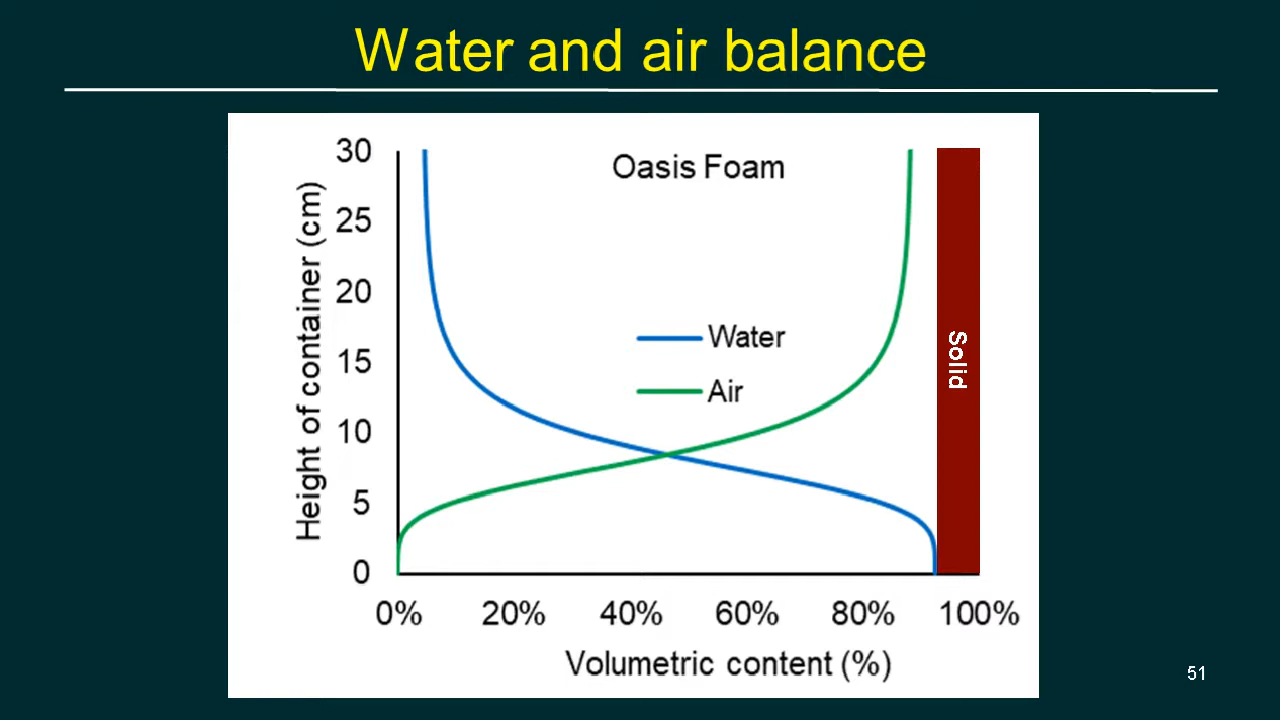 Water and air balance
Oasis Foam
Height of container (cm)
30
25
20
15
10
5
0
Water
Air
Solid
0% 20% 40% 60% 80% 100%
Volumetric content (%)
51